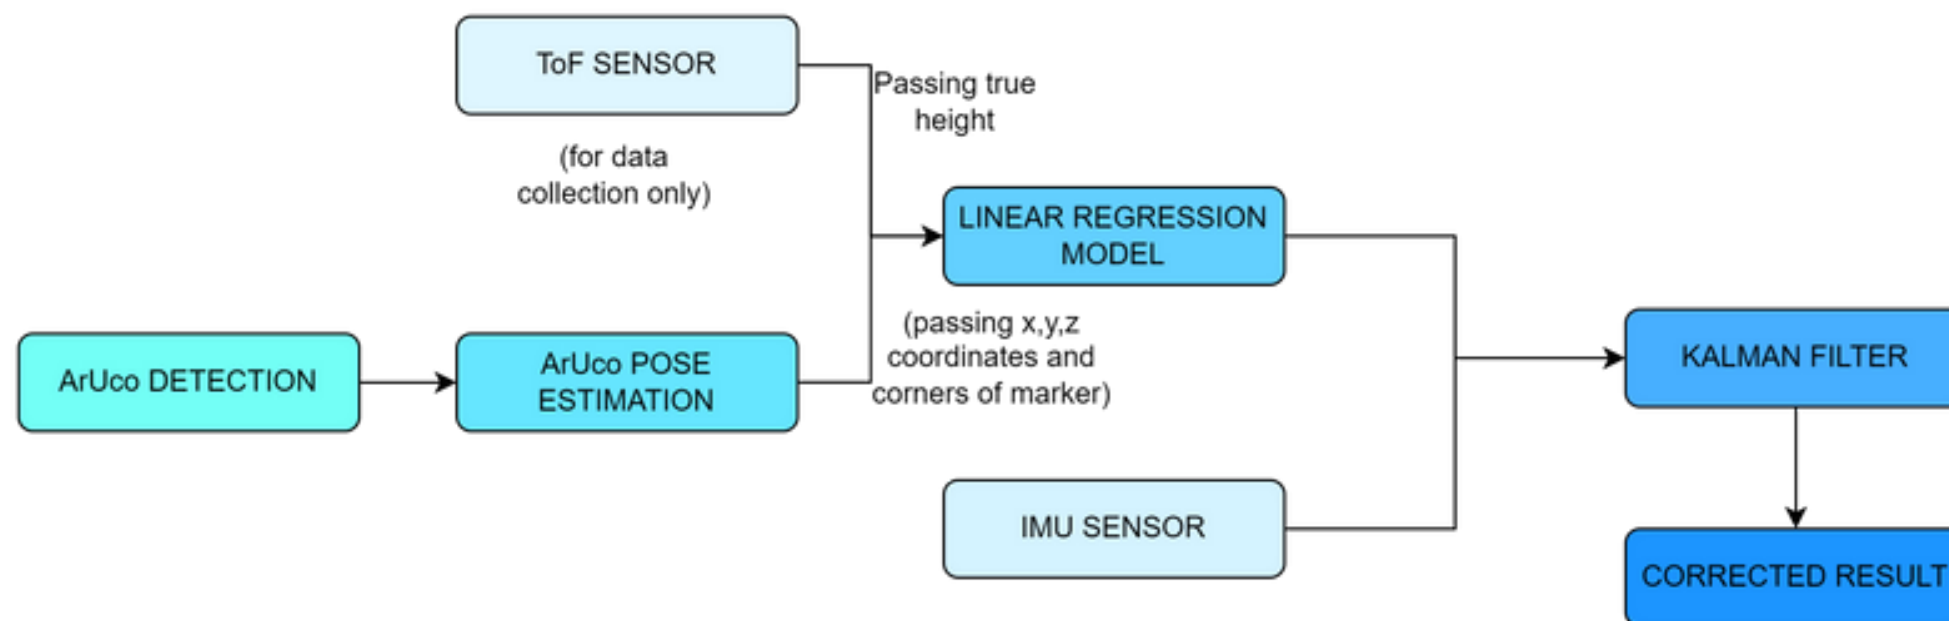 ToF SENSOR
Passing true
height
(for data
collection only)
LINEAR REGRESSION
MODEL
(passing x,y,z
coordinates and
corners of marker)
ArUco DETECTION
ArUco POSE
ESTIMATION
KALMAN FILTER
IMU SENSOR
CORRECTED RESULT